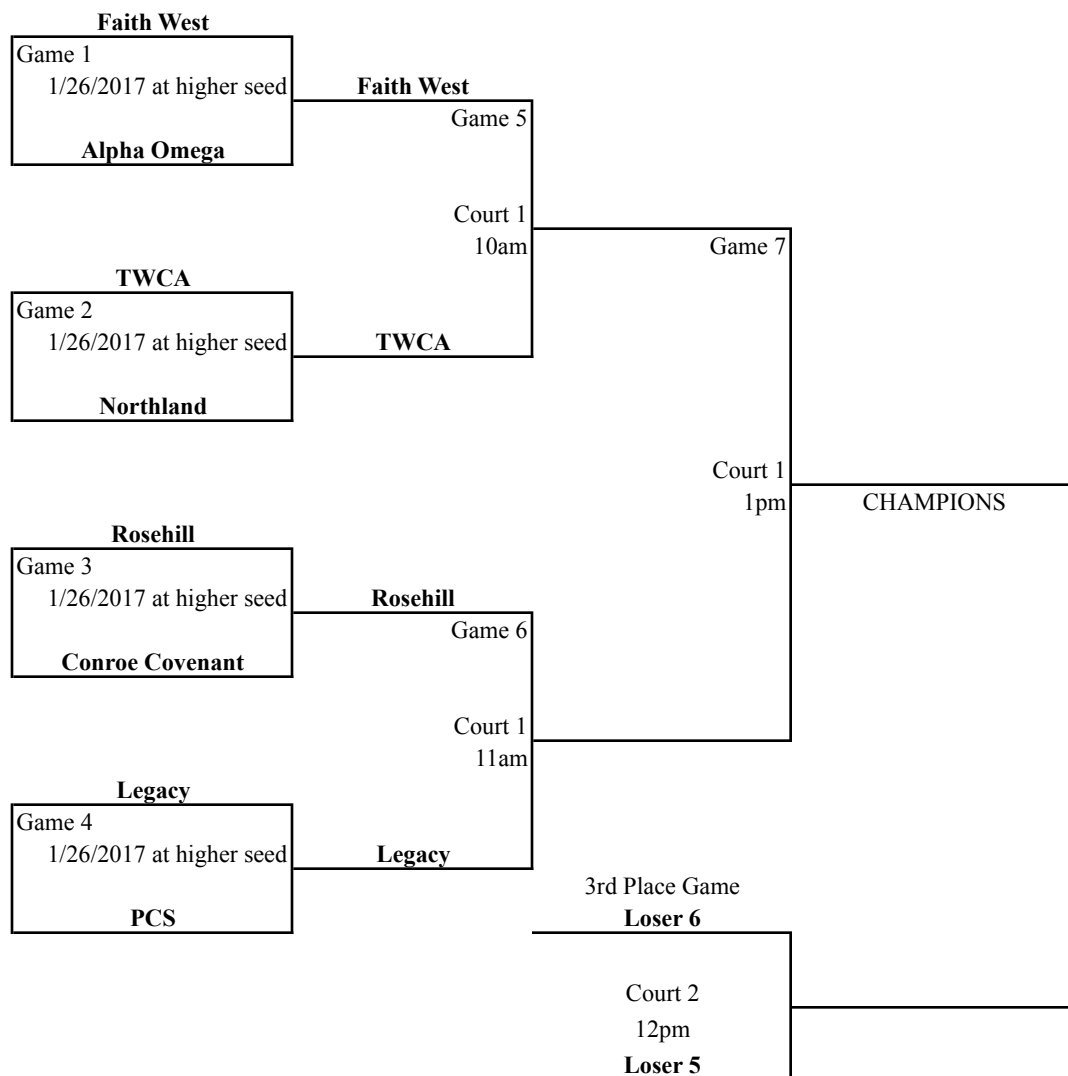 Faith West
Game 1
1/26/2017 at higher seed
Faith West
Game 5
Alpha Omega
Court 1
10am
Game 7
TWCA
Game 2
1/26/2017 at higher seed
TWCA
Northland
Court 1
1pm
CHAMPIONS
Rosehill
Game 3
1/26/2017 at higher seed
Rosehill
Game 6
Conroe Covenant
Court 1
11am
Legacy
Game 4
1/26/2017 at higher seed
Legacy
PCS
3rd Place Game
Loser 6
Court 2
12pm
Loser 5